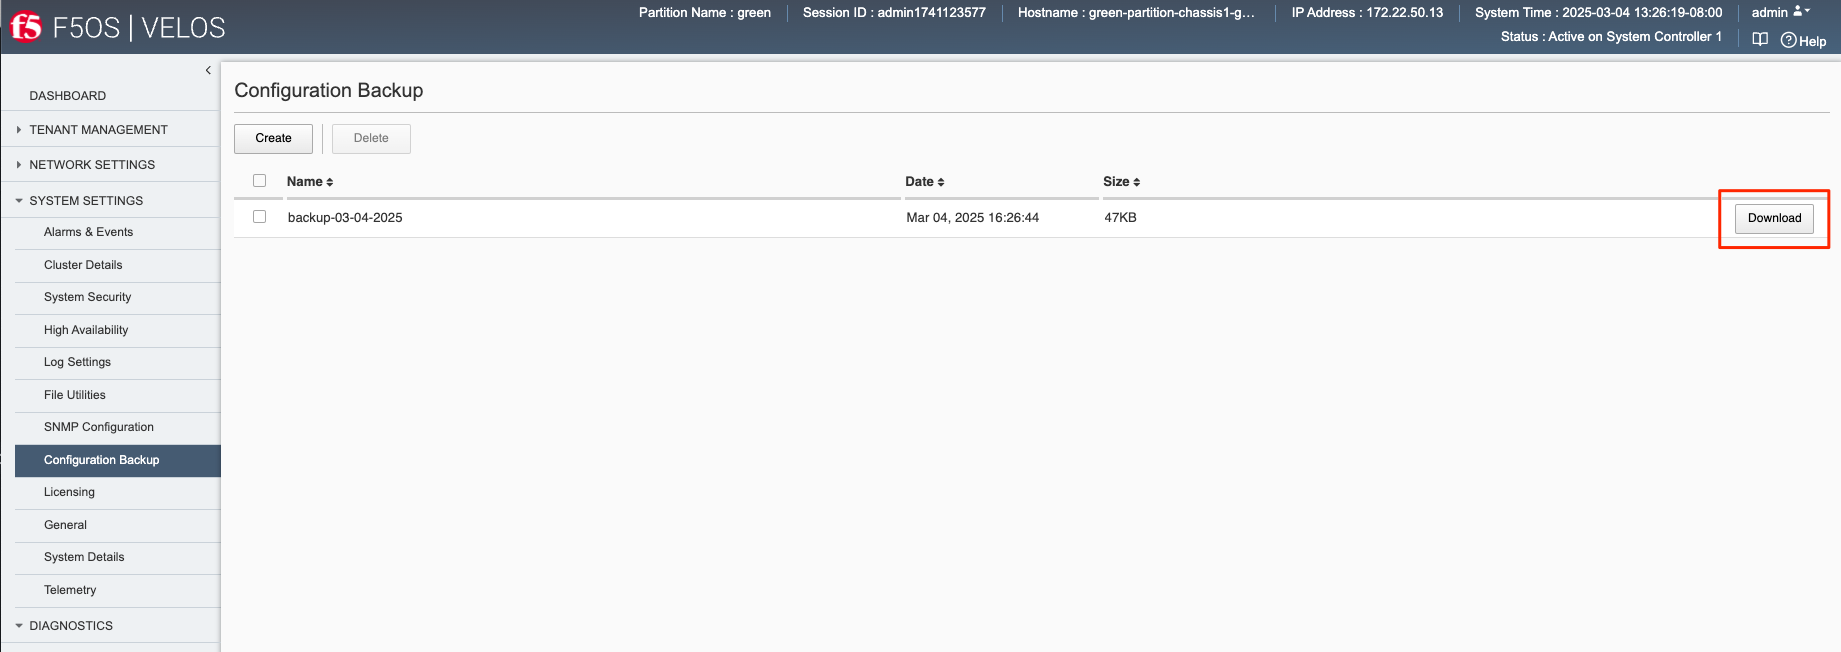 Partition Name : green Session ID : admin1741123577 Hostname : green-partition-chassis1-g... IP Address : 172.22.50.13 System Time : 2025-03-04 13:26:19-08:00 admin
f5 F5OS | VELOS
Status : Active on System Controller 1 Help
DASHBOARD
TENANT MANAGEMENT
NETWORK SETTINGS
SYSTEM SETTINGS
Alarms & Events
Cluster Details
System Security
High Availability
Log Settings
File Utilities
SNMP Configuration
Configuration Backup
Licensing
General
System Details
Telemetry
DIAGNOSTICS
Configuration Backup
Create Delete
Name Date Size
backup-03-04-2025 Mar 04, 2025 16:26:44 47KB Download